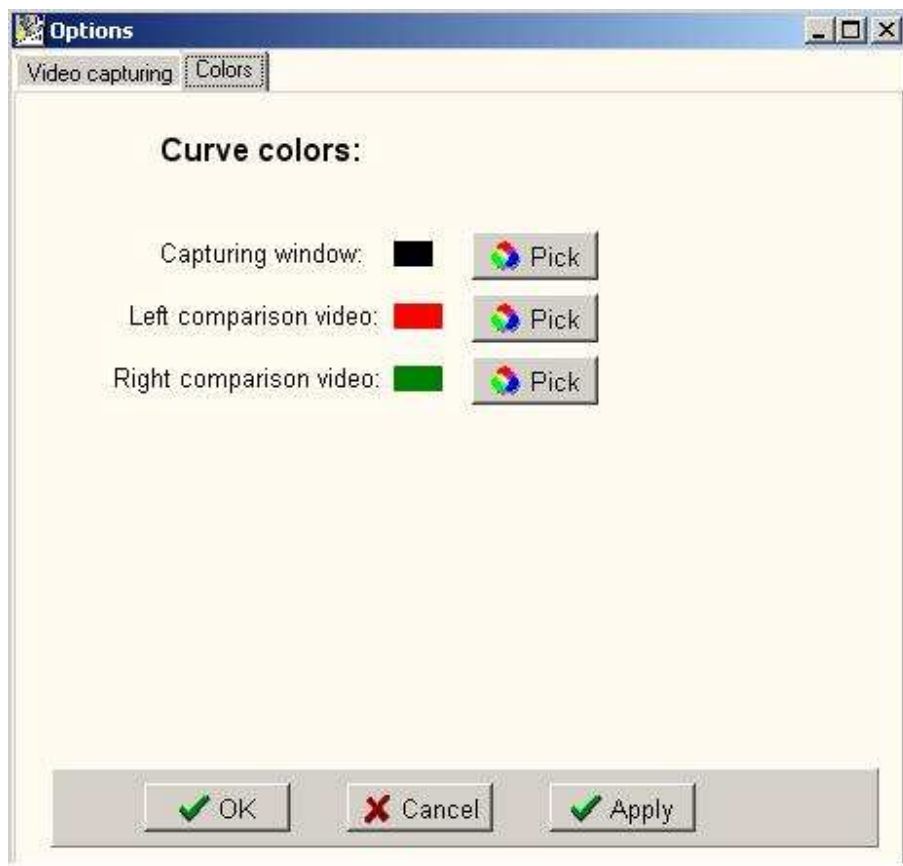 Options
Video capturing Colors
Curve colors:
Capturing window: Pick
Left comparison video: Pick
Right comparison video: Pick
OK Cancel Apply